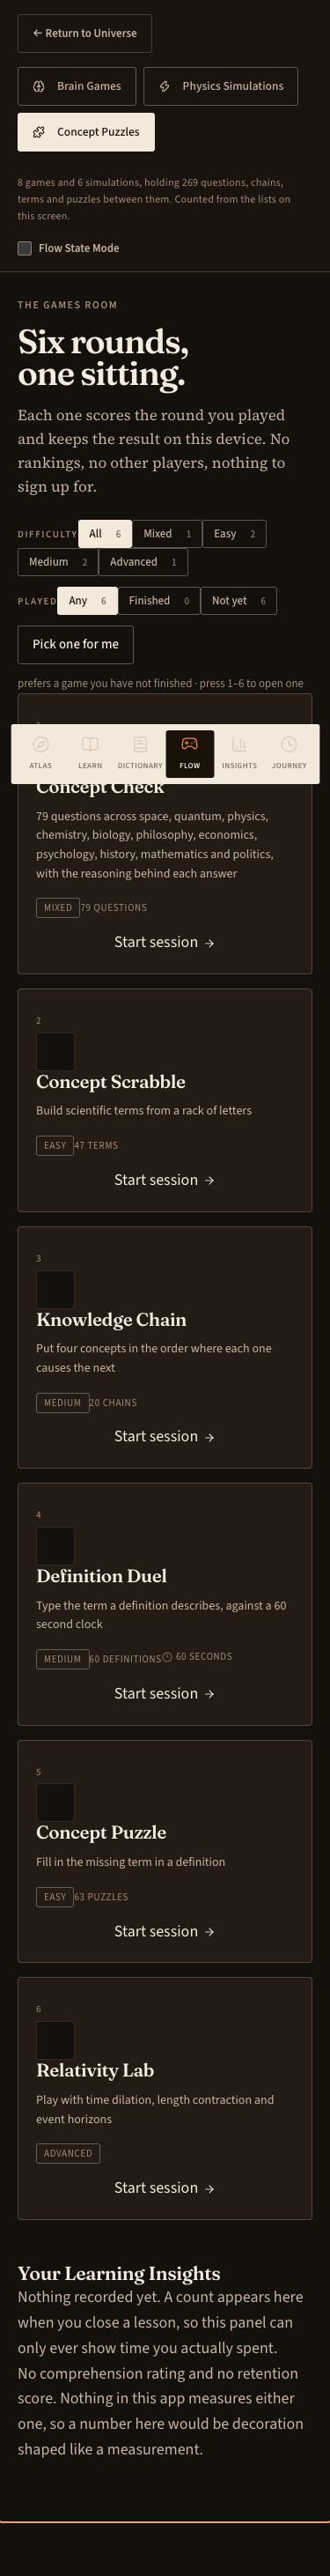 ← Return to Universe
Brain Games
Physics Simulations
Concept Puzzles
8 games and 6 simulations, holding 269 questions, chains,
terms and puzzles between them. Counted from the lists on
this screen.
Flow State Mode
THE GAMES ROOM
Six rounds,
one sitting.
Each one scores the round you played
and keeps the result on this device. No
rankings, no other players, nothing to
sign up for.
DIFFICULTY All 6 Mixed 1 Easy 2
Medium 2 Advanced 1
PLAYED Any 6 Finished 0 Not yet 6
Pick one for me
prefers a game you have not finished · press 1–6 to open one
ATLAS LEARN DICTIONARY FLOW INSIGHTS JOURNEY
Concept Check
79 questions across space, quantum, physics,
chemistry, biology, philosophy, economics,
psychology, history, mathematics and politics,
with the reasoning behind each answer
MIXED 79 QUESTIONS
Start session →
2
Concept Scrabble
Build scientific terms from a rack of letters
EASY 47 TERMS
Start session →
3
Knowledge Chain
Put four concepts in the order where each one
causes the next
MEDIUM 20 CHAINS
Start session →
4
Definition Duel
Type the term a definition describes, against a 60
second clock
MEDIUM 60 DEFINITIONS 60 SECONDS
Start session →
5
Concept Puzzle
Fill in the missing term in a definition
EASY 63 PUZZLES
Start session →
6
Relativity Lab
Play with time dilation, length contraction and
event horizons
ADVANCED
Start session →
Your Learning Insights
Nothing recorded yet. A count appears here
when you close a lesson, so this panel can
only ever show time you actually spent.
No comprehension rating and no retention
score. Nothing in this app measures either
one, so a number here would be decoration
shaped like a measurement.